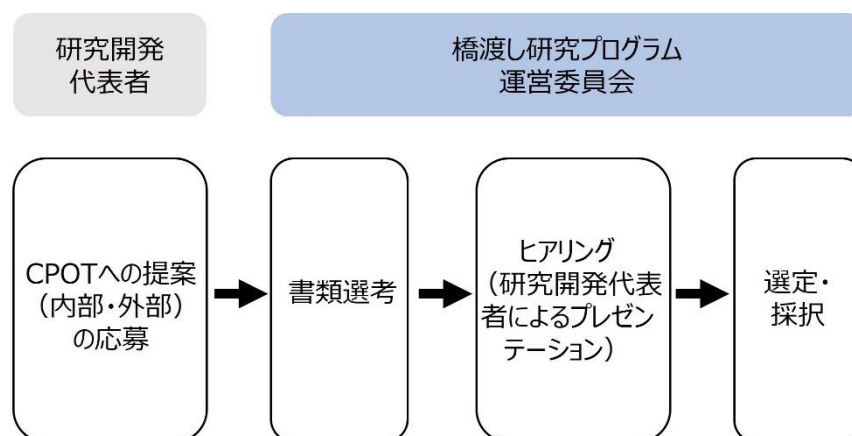 研究開発
代表者
橋渡し研究プログラム
運営委員会
CPOTへの提案
（内部・外部）
の応募
書類選考
ヒアリング
（研究開発代表
者によるプレゼン
テーション）
選定・
採択